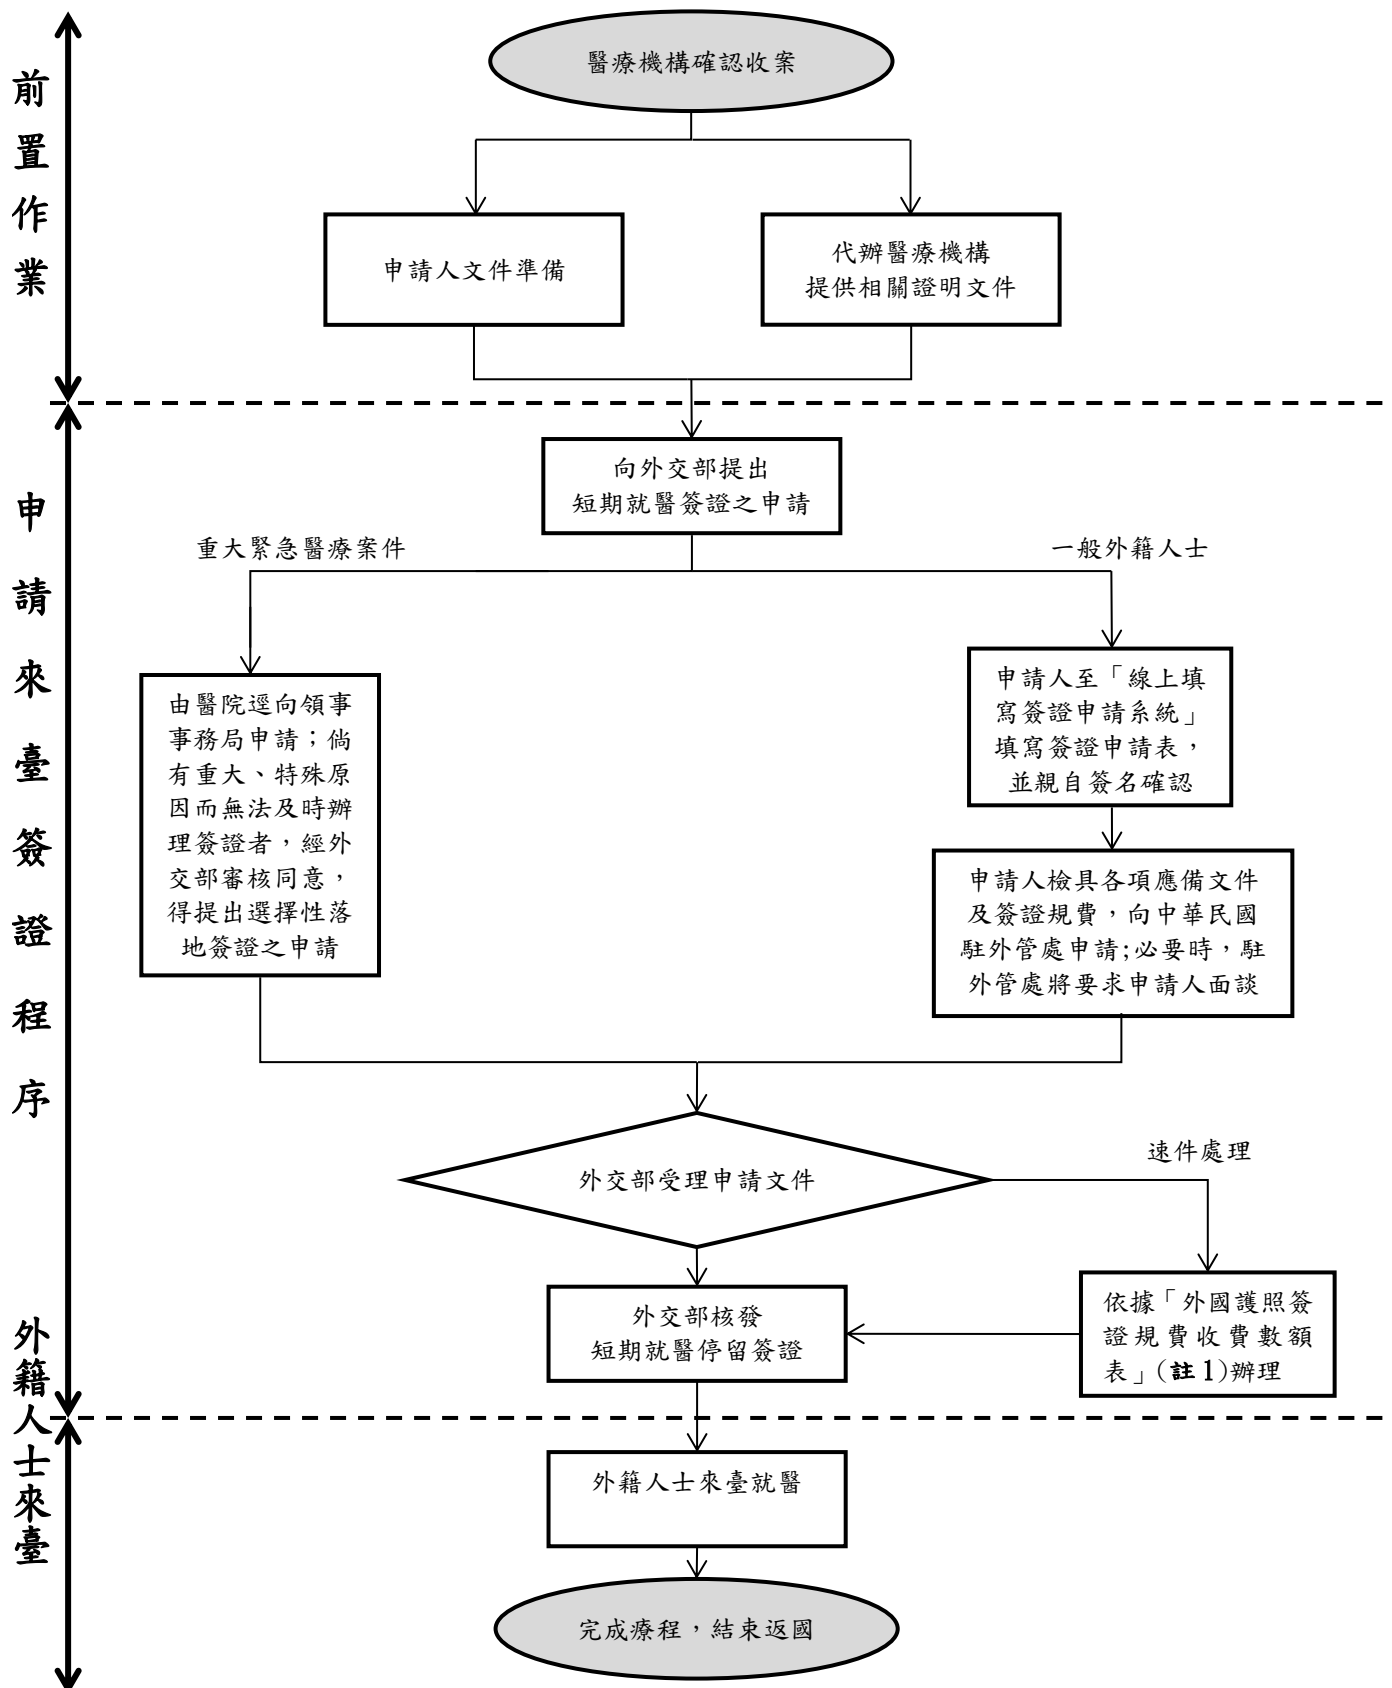 前置作業
醫療機構確認收案
申請人文件準備
代辦醫療機構
提供相關證明文件
申請來臺簽證程序
向外交部提出
短期就醫簽證之申請
重大緊急醫療案件
一般外籍人士
由醫院逕向領事
事務局申請；倘
有重大、特殊原
因而無法及時辦
理簽證者，經外
交部審核同意，
得提出選擇性落
地簽證之申請
申請人至「線上填
寫簽證申請系統」
填寫簽證申請表，
並親自簽名確認
申請人檢具各項應備文件
及簽證規費，向中華民國
駐外管處申請;必要時，駐
外管處將要求申請人面談
外交部受理申請文件
速件處理
依據「外國護照簽
證規費收費數額
表」(註1)辦理
外交部核發
短期就醫停留簽證
外籍人士來臺
外籍人士來臺就醫
完成療程，結束返國